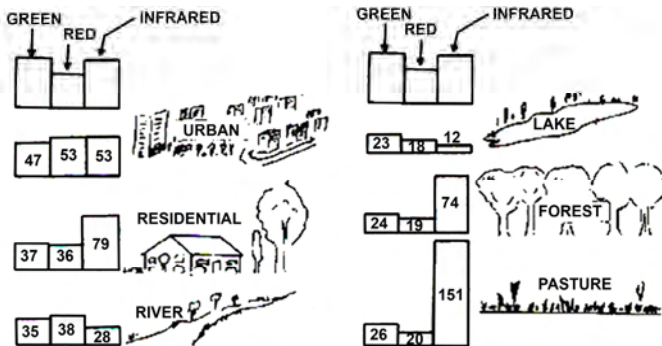 GREEN
RED
INFRARED
URBAN
47 53 53
RESIDENTIAL
37 36 79
RIVER
35 38 28
GREEN
RED
INFRARED
LAKE
23 18 12
FOREST
24 19 74
PASTURE
26 20 151